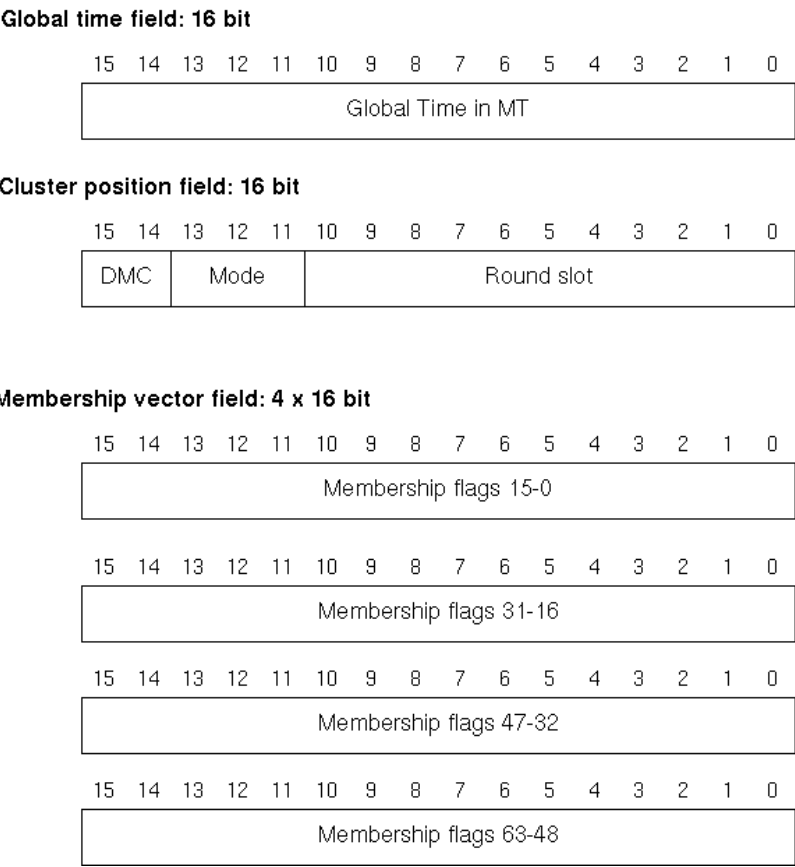 Global time field: 16 bit
15 14 13 12 11 10 9 8 7 6 5 4 3 2 1 0
Global Time in MT
Cluster position field: 16 bit
15 14 13 12 11 10 9 8 7 6 5 4 3 2 1 0
DMC Mode Round slot
Membership vector field: 4 x 16 bit
15 14 13 12 11 10 9 8 7 6 5 4 3 2 1 0
Membership flags 15-0
15 14 13 12 11 10 9 8 7 6 5 4 3 2 1 0
Membership flags 31-16
15 14 13 12 11 10 9 8 7 6 5 4 3 2 1 0
Membership flags 47-32
15 14 13 12 11 10 9 8 7 6 5 4 3 2 1 0
Membership flags 63-48